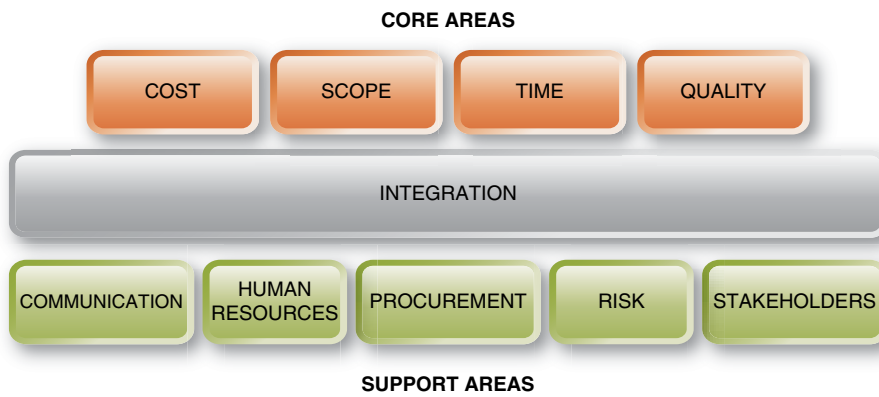 CORE AREAS
COST
SCOPE
TIME
QUALITY
INTEGRATION
COMMUNICATION
HUMAN
RESOURCES
PROCUREMENT
RISK
STAKEHOLDERS
SUPPORT AREAS